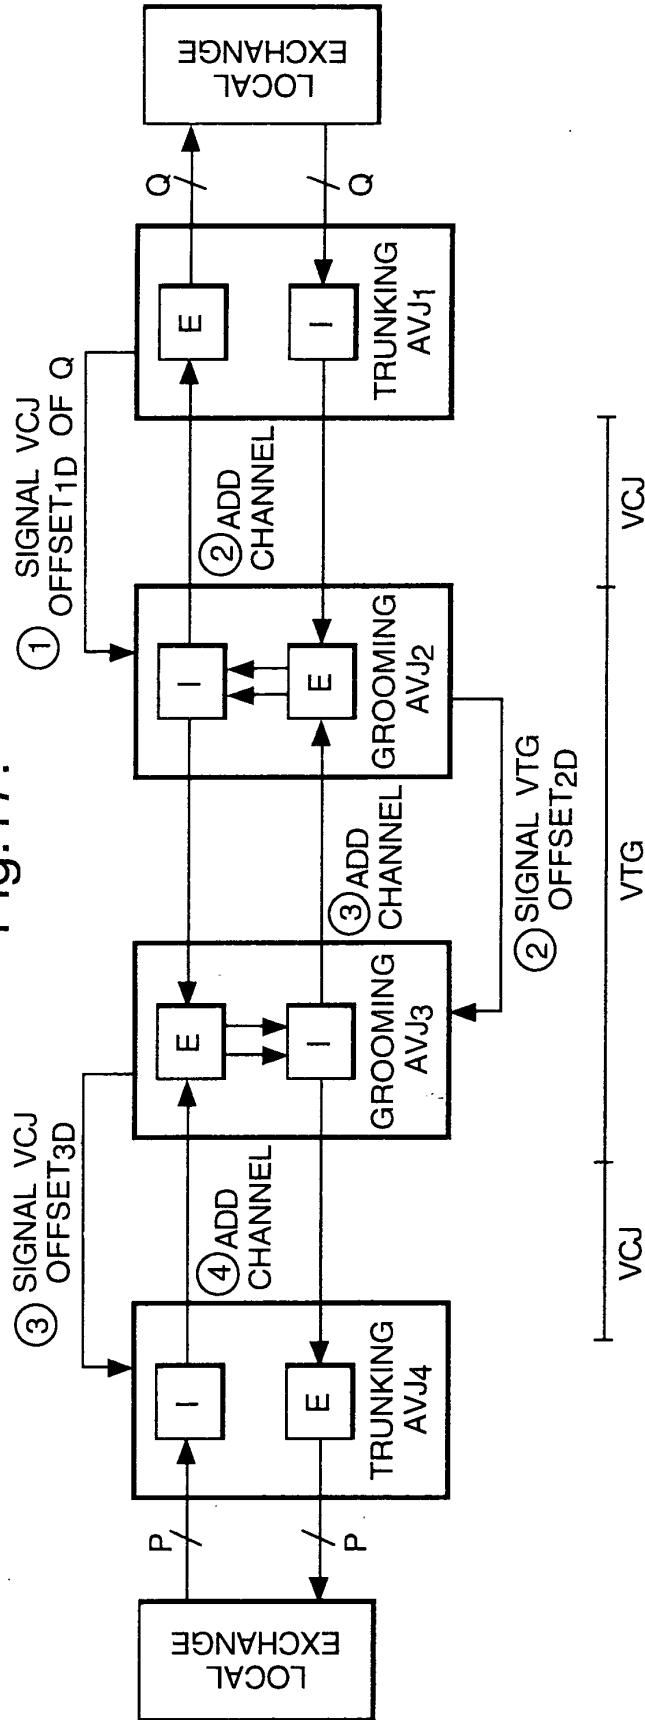 Fig.17.
③ SIGNAL VCJ
OFFSET3D
① SIGNAL VCJ
OFFSET1D OF Q
LOCAL
EXCHANGE
P
P
I
E
TRUNKING
AVJ4
④ ADD
CHANNEL
E
I
GROOMING
AVJ3
③ ADD
CHANNEL
I
E
GROOMING
AVJ2
② ADD
CHANNEL
E
I
TRUNKING
AVJ1
Q
Q
LOCAL
EXCHANGE
② SIGNAL VTG
OFFSET2D
VCJ
VTG
VCJ